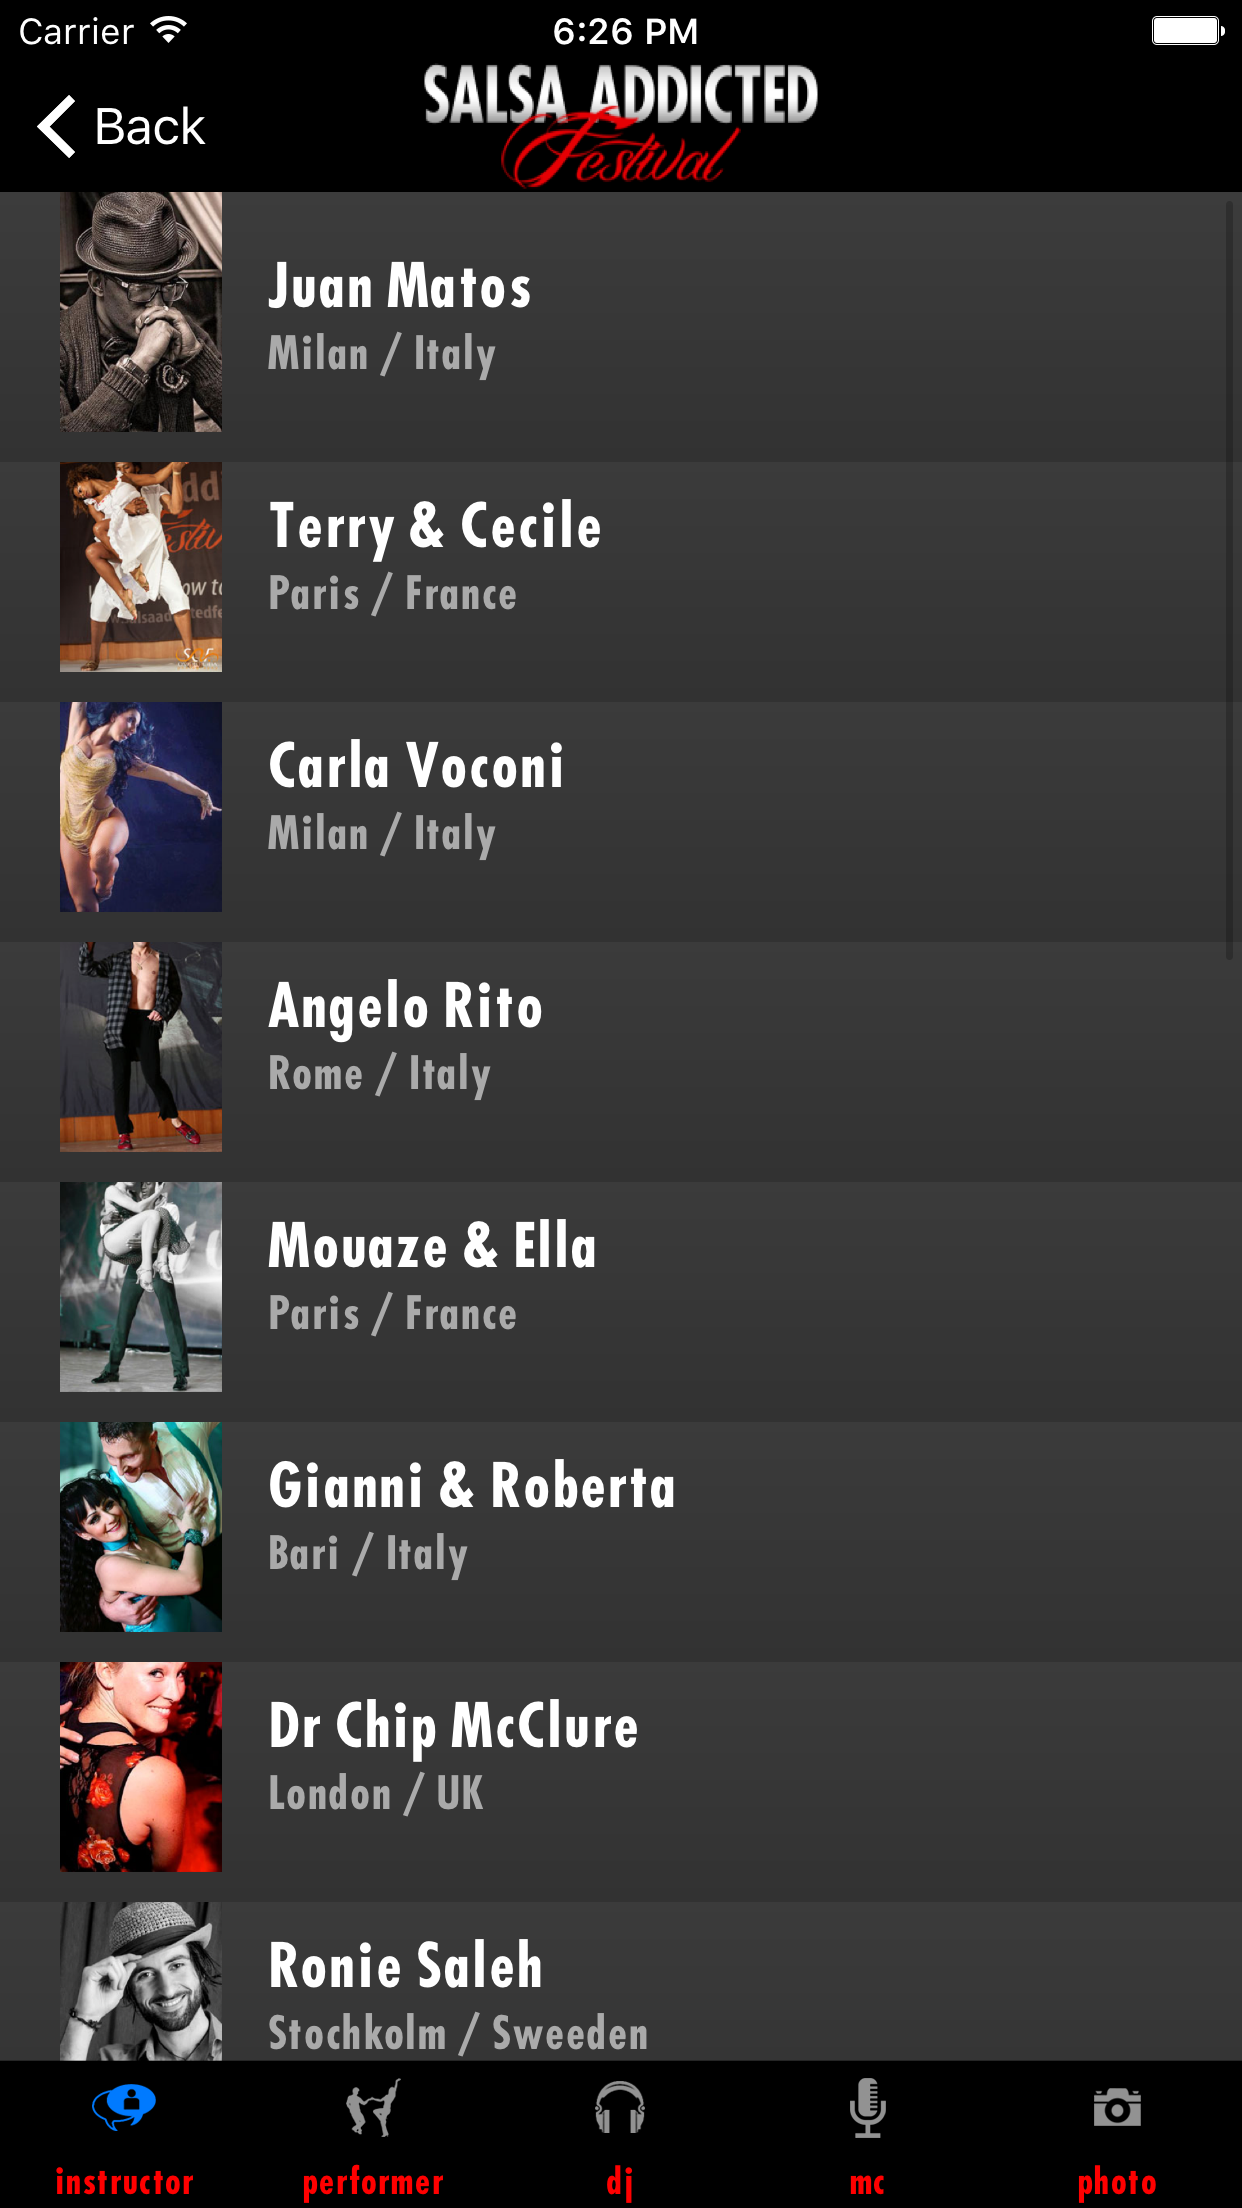 Carrier 6:26 PM
Back
SALSA ADDICTED
Festival
Juan Matos
Milan / Italy
Terry & Cecile
Paris / France
Carla Voconi
Milan / Italy
Angelo Rito
Rome / Italy
Mouaze & Ella
Paris / France
Gianni & Roberta
Bari / Italy
Dr Chip McClure
London / UK
Ronie Saleh
Stochkolm / Sweeden
instructor performer dj mc photo